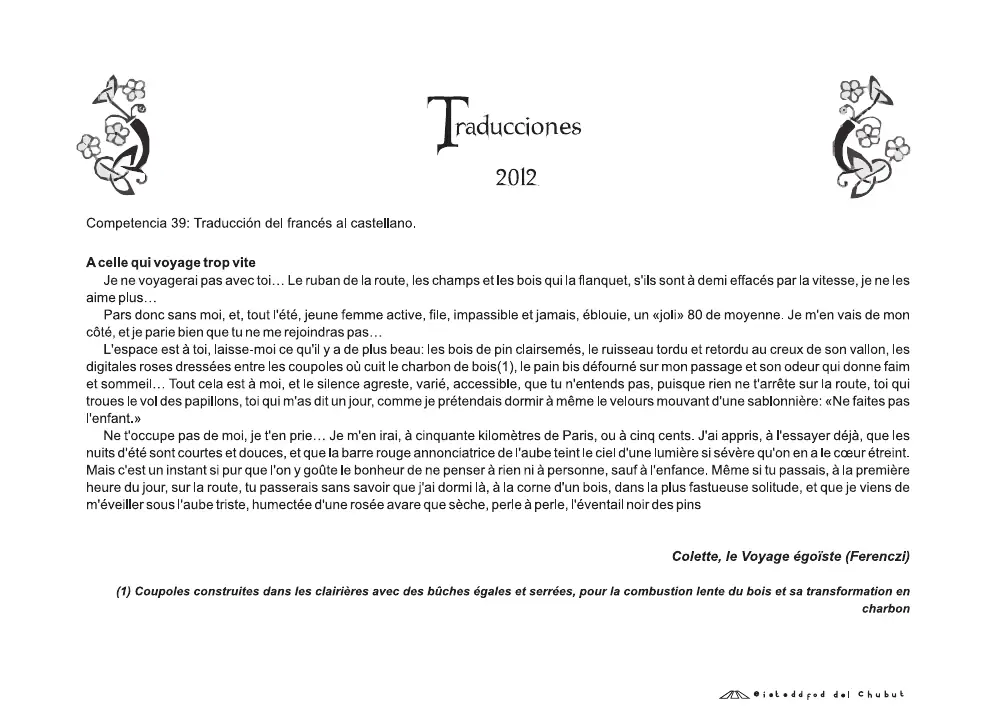 Traducciones
2012
Competencia 39: Traducción del francés al castellano.
A celle qui voyage trop vite
Je ne voyagerai pas avec toi… Le ruban de la route, les champs et les bois qui la flanquet, s'ils sont à demi effacés par la vitesse, je ne les
aime plus…
Pars donc sans moi, et, tout l'été, jeune femme active, file, impassible et jamais, éblouie, un «joli» 80 de moyenne. Je m'en vais de mon
côté, et je parie bien que tu ne me rejoindras pas…
L'espace est à toi, laisse-moi ce qu'il y a de plus beau: les bois de pin clairsemés, le ruisseau tordu et retordu au creux de son vallon, les
digitales roses dressées entre les coupoles où cuit le charbon de bois(1), le pain bis défourné sur mon passage et son odeur qui donne faim
et sommeil… Tout cela est à moi, et le silence agreste, varié, accessible, que tu n'entends pas, puisque rien ne t'arrête sur la route, toi qui
troues le vol des papillons, toi qui m'as dit un jour, comme je prétendais dormir à même le velours mouvant d'une sablonnière: «Ne faites pas
l'enfant.»
Ne t'occupe pas de moi, je t'en prie… Je m'en irai, à cinquante kilomètres de Paris, ou à cinq cents. J'ai appris, à l'essayer déjà, que les
nuits d'été sont courtes et douces, et que la barre rouge annonciatrice de l'aube teint le ciel d'une lumière si sévère qu'on en a le cœur étreint.
Mais c'est un instant si pur que l'on y goûte le bonheur de ne penser à rien ni à personne, sauf à l'enfance. Même si tu passais, à la première
heure du jour, sur la route, tu passerais sans savoir que j'ai dormi là, à la corne d'un bois, dans la plus fastueuse solitude, et que je viens de
m'éveiller sous l'aube triste, humectée d'une rosée avare que sèche, perle à perle, l'éventail noir des pins
Colette, le Voyage égoïste (Ferenczi)
(1) Coupoles construites dans les clairières avec des bûches égales et serrées, pour la combustion lente du bois et sa transformation en
charbon
eisteddfod del Chubut